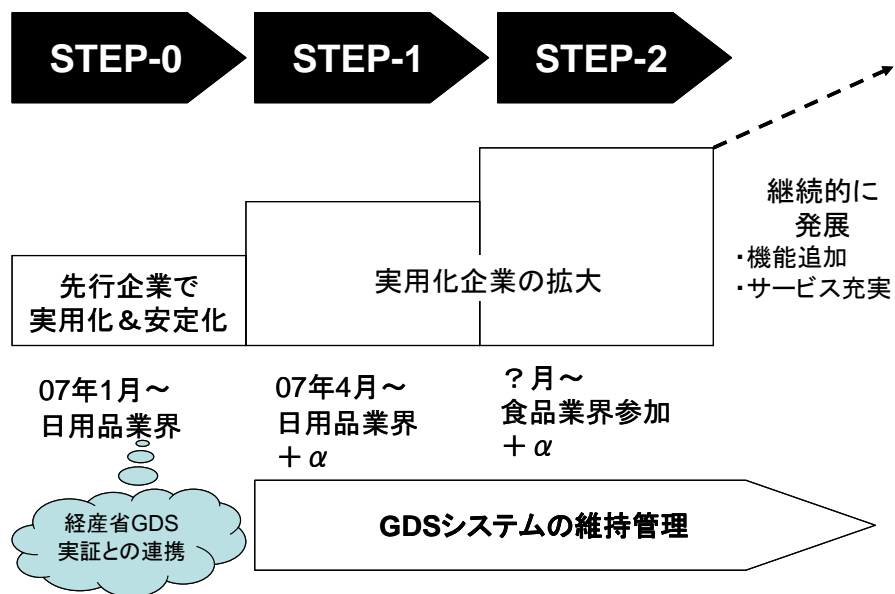 STEP-0
STEP-1
STEP-2
先行企業で
実用化＆安定化
実用化企業の拡大
継続的に
発展
・機能追加
・サービス充実
07年1月～
日用品業界
07年4月～
日用品業界
＋α
？月～
食品業界参加
＋α
経産省GDS
実証との連携
GDSシステムの維持管理